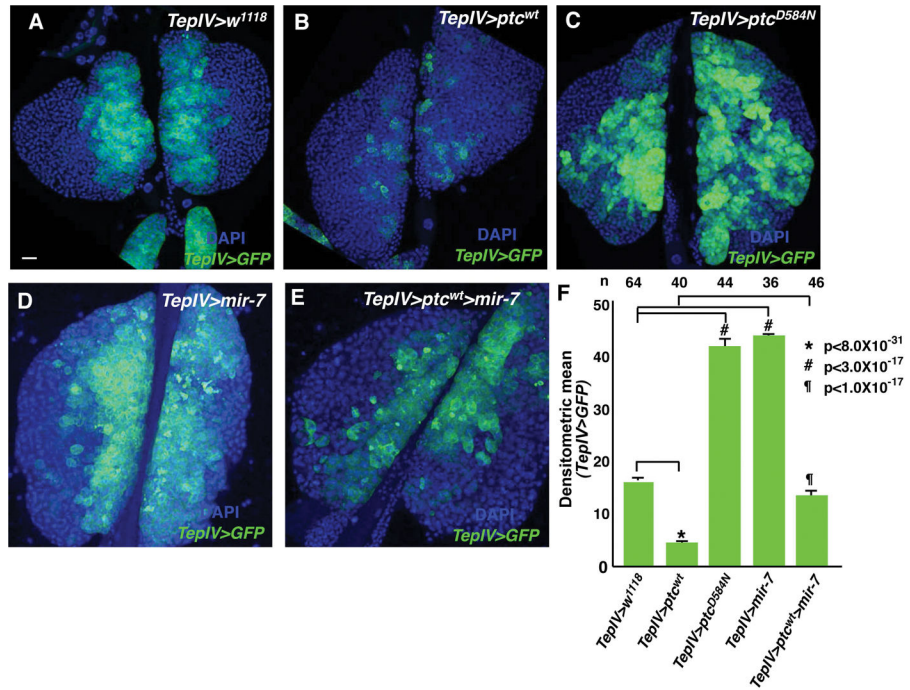 A
TepIV>w1118
DAPI
TepIV>GFP
B
TepIV>ptcwt
DAPI
TepIV>GFP
C
TepIV>ptcD584N
DAPI
TepIV>GFP
D
TepIV>mir-7
DAPI
TepIV>GFP
E
TepIV>ptcwt>mir-7
DAPI
TepIV>GFP
F
n 64 40 44 36 46
50
40
30
20
10
0
Densitometric mean
(TepIV>GFP)
*
#
#
¶
* p<8.0X10-31
# p<3.0X10-17
¶ p<1.0X10-17
TepIV>w1118
TepIV>ptcwt
TepIV>ptcD584N
TepIV>mir-7
TepIV>ptcwt>mir-7